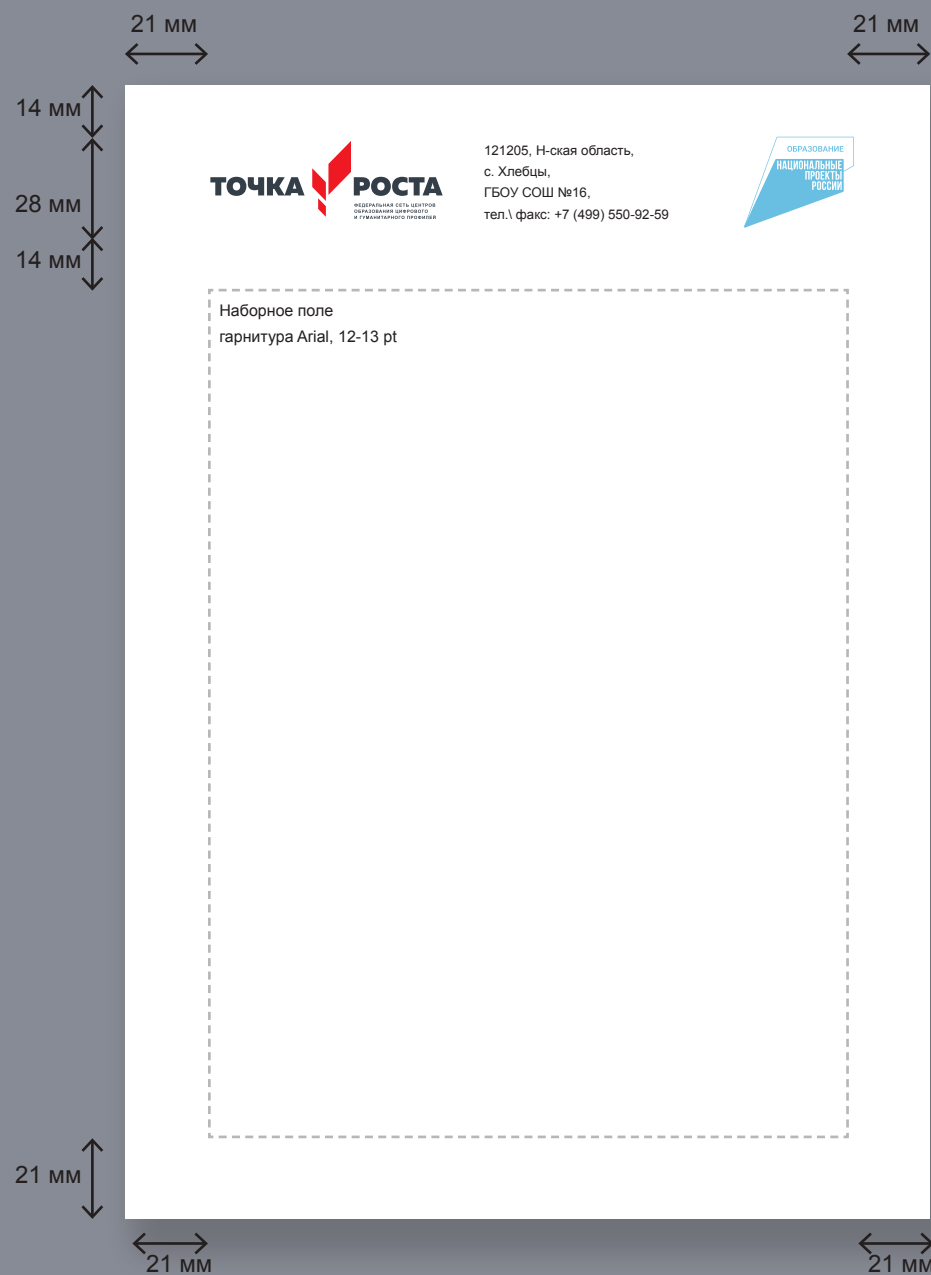 21 мм
21 мм
14 мм
28 мм
14 мм
ТОЧКА РОСТА
ФЕДЕРАЛЬНАЯ СЕТЬ ЦЕНТРОВ
ОБРАЗОВАНИЯ ЦИФРОВОГО
И ГУМАНИТАРНОГО ПРОФИЛЕЙ
121205, Н-ская область,
с. Хлебцы,
ГБОУ СОШ №16,
тел.\ факс: +7 (499) 550-92-59
ОБРАЗОВАНИЕ
НАЦИОНАЛЬНЫЕ
ПРОЕКТЫ
РОССИИ
Наборное поле
гарнитура Arial, 12-13 pt
21 мм
21 мм
21 мм